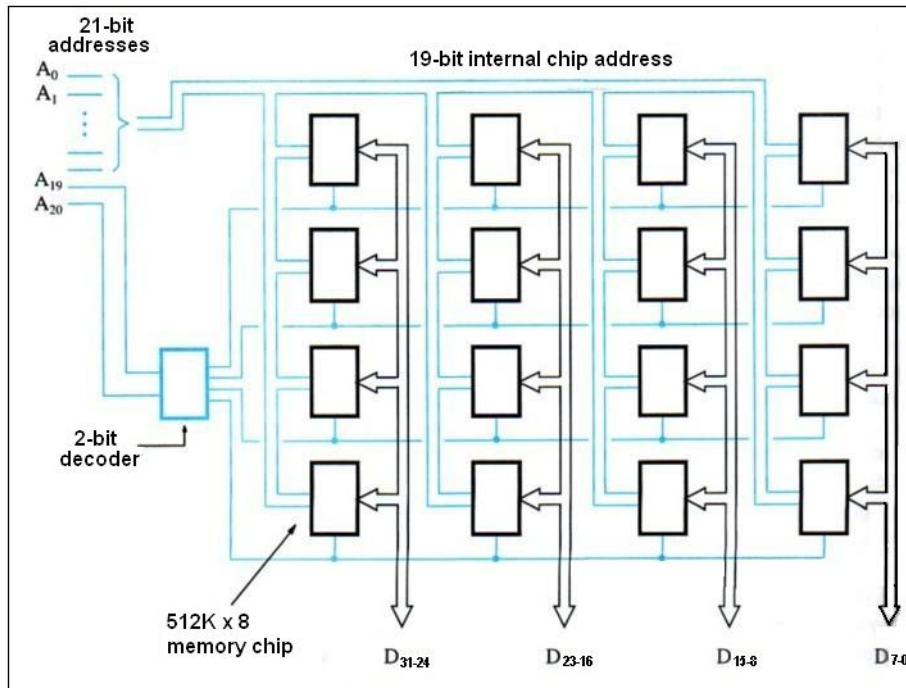 21-bit
addresses
19-bit internal chip address
A0
A1
A19
A20
2-bit
decoder
512K x 8
memory chip
D31-24
D23-16
D15-8
D7-0